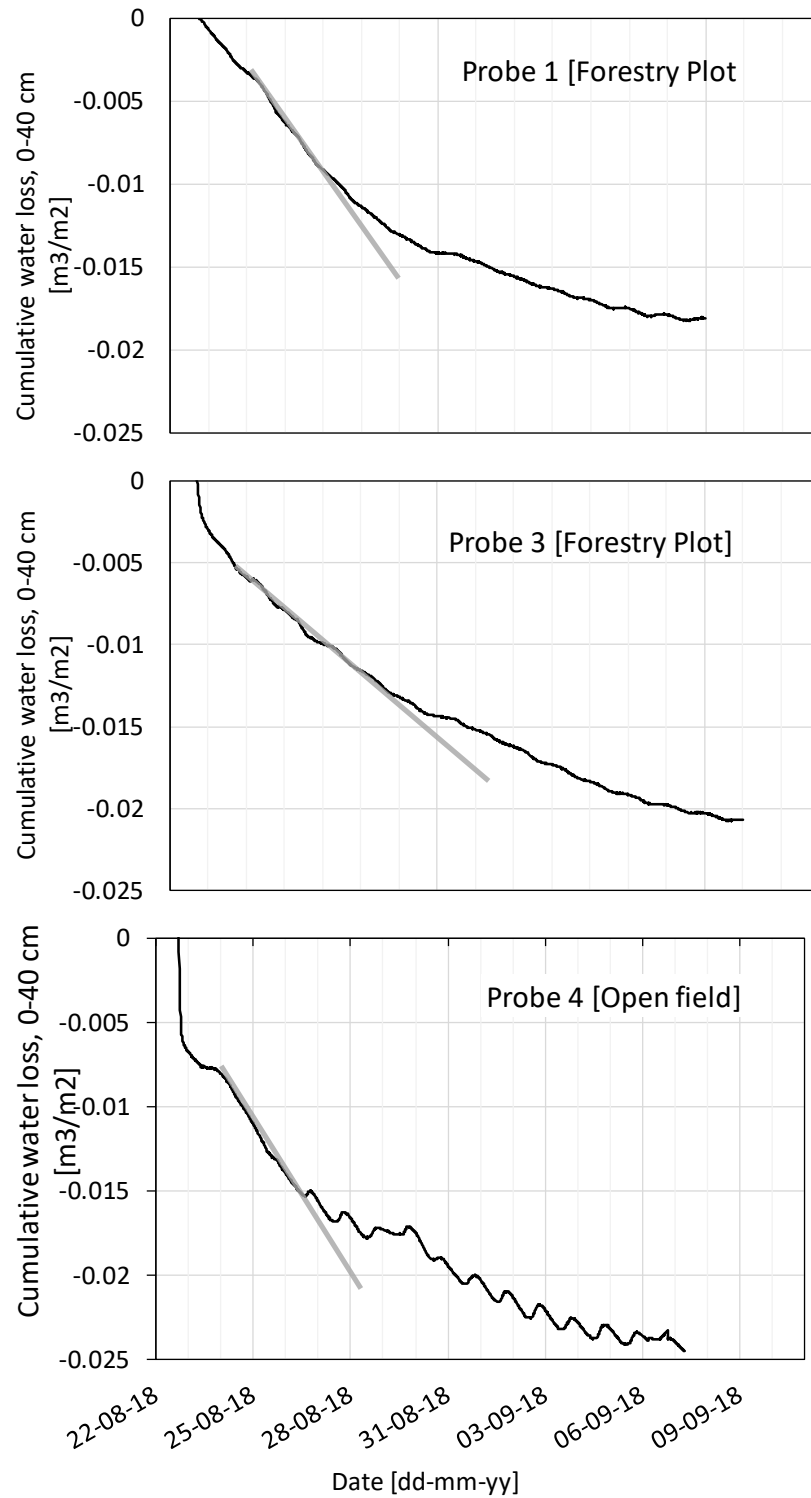 0
-0.005
-0.01
-0.015
-0.02
-0.025
Cumulative water loss, 0-40 cm
[m3/m2]
Probe 1 [Forestry Plot
0
-0.005
-0.01
-0.015
-0.02
-0.025
Cumulative water loss, 0-40 cm
[m3/m2]
Probe 3 [Forestry Plot]
0
-0.005
-0.01
-0.015
-0.02
-0.025
Cumulative water loss, 0-40 cm
[m3/m2]
Probe 4 [Open field]
22-08-18
25-08-18
28-08-18
31-08-18
03-09-18
06-09-18
09-09-18
Date [dd-mm-yy]